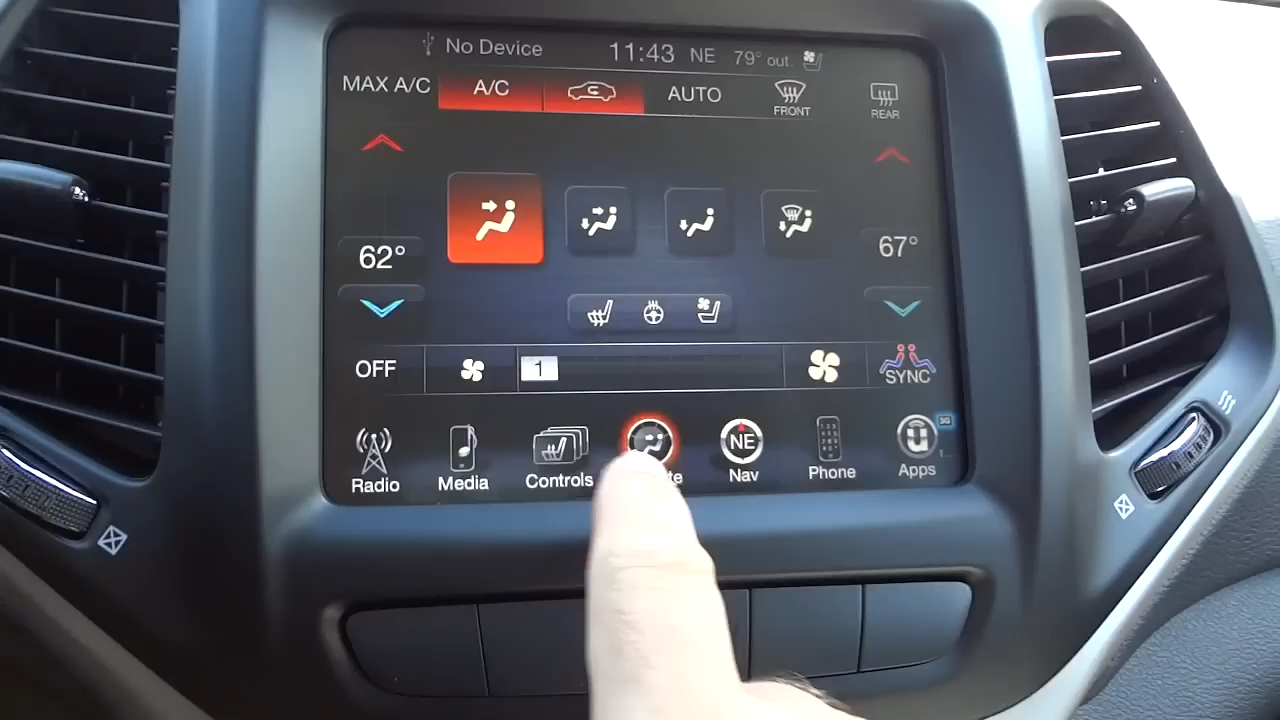 No Device 11:43 NE 79° out.
MAX A/C A/C AUTO FRONT REAR
62° 67°
OFF 1 SYNC
Radio Media Controls NE Nav Phone 3G Apps